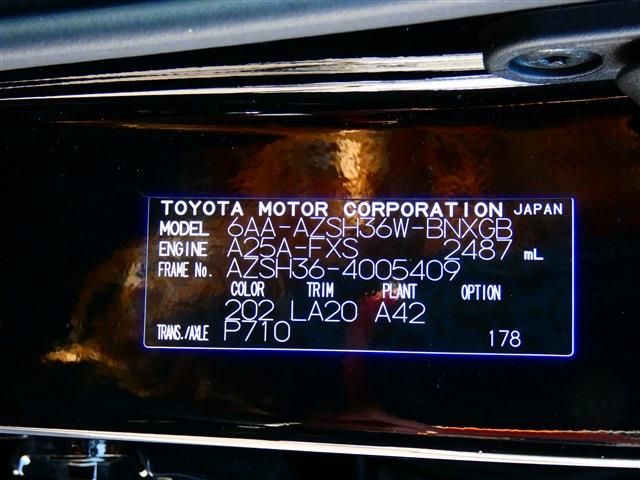 TOYOTA MOTOR CORPORATION JAPAN
MODEL 6AA-AZSH36W-BNXGB
ENGINE A25A-FXS 2487 mL
FRAME No. AZSH36-4005409
COLOR TRIM PLANT OPTION
202 LA20 A42
TRANS./AXLE P710 178